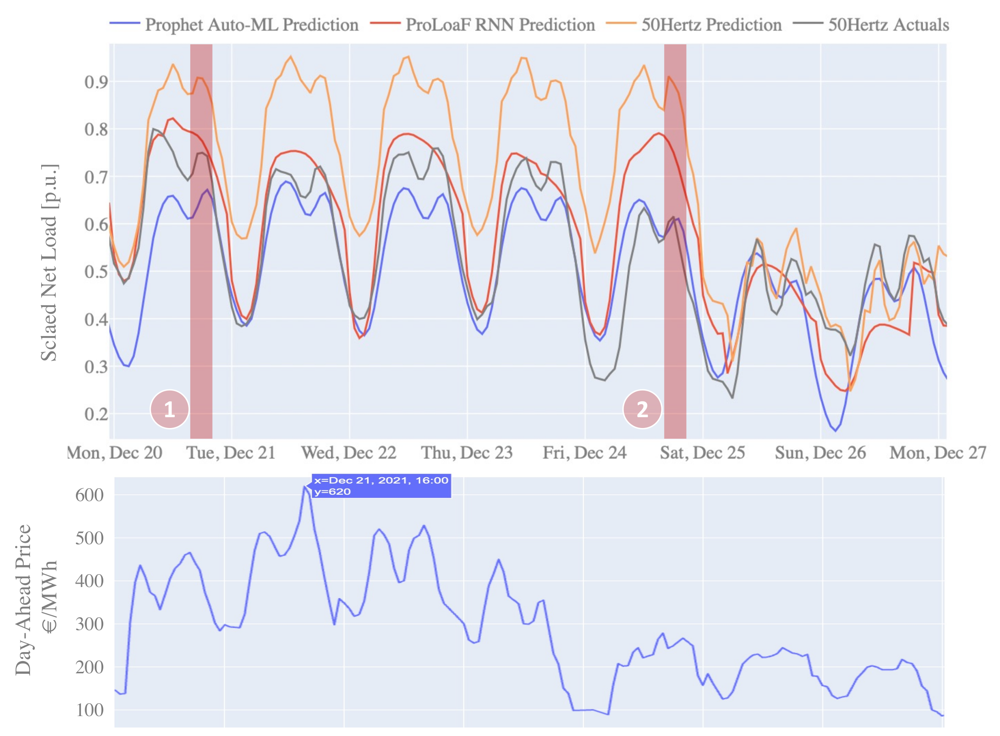 Prophet Auto-ML Prediction ProLoaF RNN Prediction 50Hertz Prediction 50Hertz Actuals
Sclaed Net Load [p.u.]
0.9
0.8
0.7
0.6
0.5
0.4
0.3
0.2
1
2
Mon, Dec 20 Tue, Dec 21 Wed, Dec 22 Thu, Dec 23 Fri, Dec 24 Sat, Dec 25 Sun, Dec 26 Mon, Dec 27
x=Dec 21, 2021, 16:00
y=620
Day-Ahead Price
€/MWh
600
500
400
300
200
100